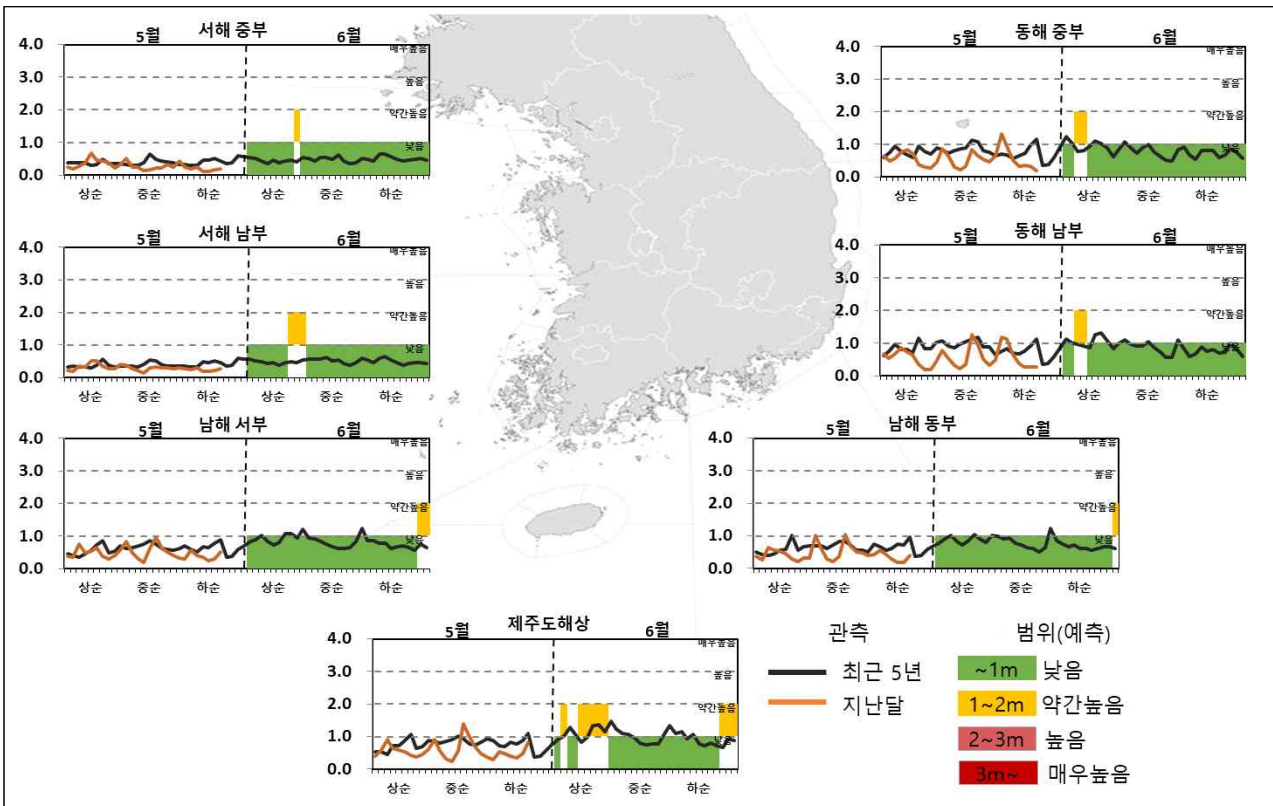 서해 중부
5월 6월
4.0 매우높음
3.0 높음
2.0 약간높음
1.0 낮음
0.0
상순 중순 하순 상순 중순 하순
동해 중부
5월 6월
4.0 매우높음
3.0 높음
2.0 약간높음
1.0 낮음
0.0
상순 중순 하순 상순 중순 하순
서해 남부
5월 6월
4.0 매우높음
3.0 높음
2.0 약간높음
1.0 낮음
0.0
상순 중순 하순 상순 중순 하순
동해 남부
5월 6월
4.0 매우높음
3.0 높음
2.0 약간높음
1.0 낮음
0.0
상순 중순 하순 상순 중순 하순
남해 서부
5월 6월
4.0 매우높음
3.0 높음
2.0 약간높음
1.0 낮음
0.0
상순 중순 하순 상순 중순 하순
남해 동부
5월 6월
4.0 매우높음
3.0 높음
2.0 약간높음
1.0 낮음
0.0
상순 중순 하순 상순 중순 하순
제주도해상
5월 6월
4.0 매우높음
3.0 높음
2.0 약간높음
1.0 낮음
0.0
상순 중순 하순 상순 중순 하순
관측 범위(예측)
최근 5년 ~1m 낮음
지난달 1~2m 약간높음
2~3m 높음
3m~ 매우높음